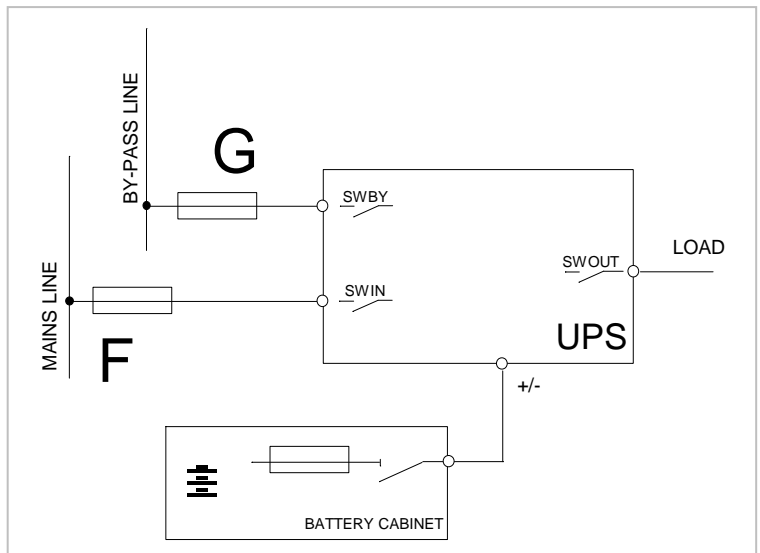 BY-PASS LINE
G
SWBY
MAINS LINE
F
SWIN
SWOUT
LOAD
UPS
+/-
BATTERY CABINET